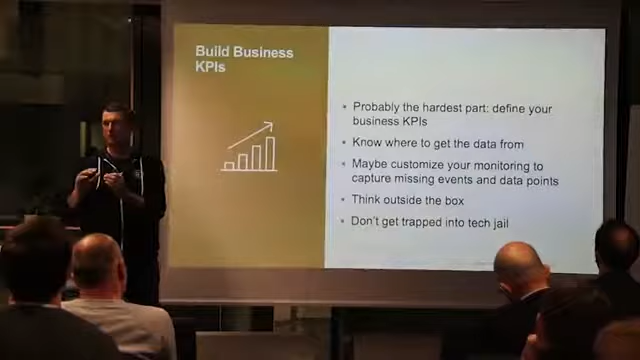 Build Business
KPIs
• Probably the hardest part: define your
business KPIs
• Know where to get the data from
• Maybe customize your monitoring to
capture missing events and data points
• Think outside the box
• Don't get trapped into tech jail